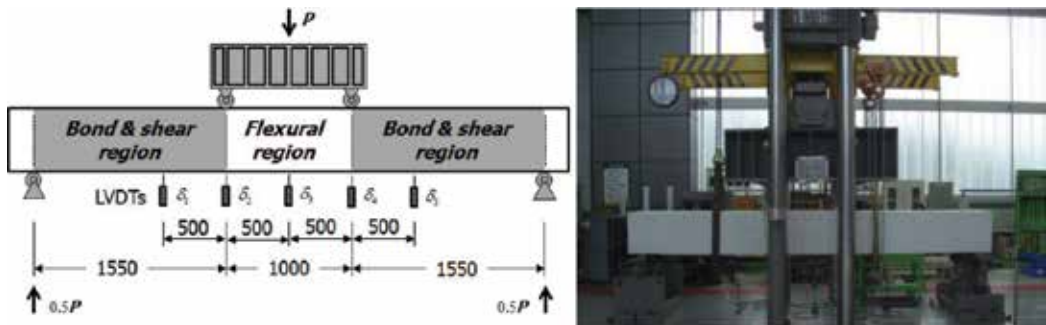 P
Bond & shear region
Flexural region
Bond & shear region
LVDTs δ₁ δ₂ δ₃ δ₄ δ₅
500 500 500 500
1550 1000 1550
0.5P 0.5P